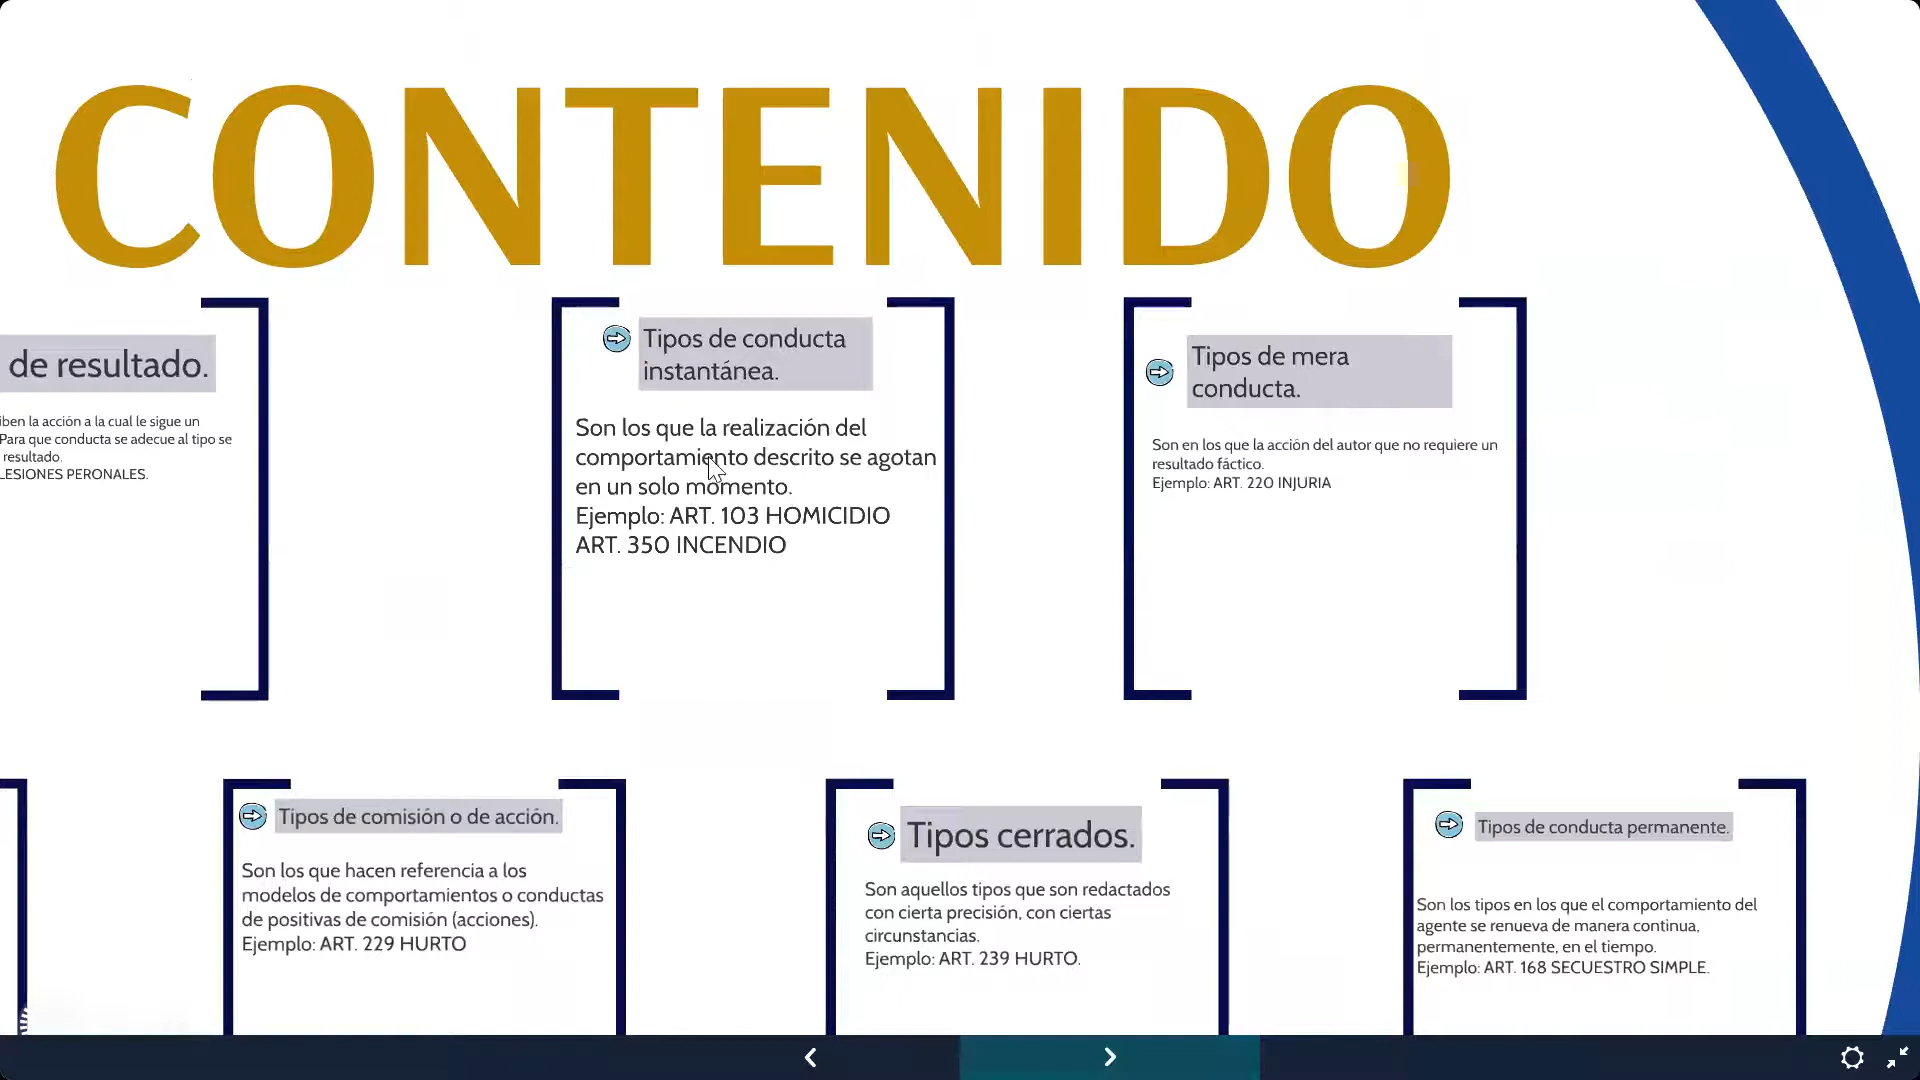 CONTENIDO
de resultado.
iben la acción a la cual le sigue un
Para que conducta se adecue al tipo se
resultado.
LESIONES PERONALES.
Tipos de conducta
instantánea.
Son los que la realización del
comportamiento descrito se agotan
en un solo momento.
Ejemplo: ART. 103 HOMICIDIO
ART. 350 INCENDIO
Tipos de mera
conducta.
Son en los que la acción del autor que no requiere un
resultado fáctico.
Ejemplo: ART. 220 INJURIA
Tipos de comisión o de acción.
Son los que hacen referencia a los
modelos de comportamientos o conductas
de positivas de comisión (acciones).
Ejemplo: ART. 229 HURTO
Tipos cerrados.
Son aquellos tipos que son redactados
con cierta precisión, con ciertas
circunstancias.
Ejemplo: ART. 239 HURTO.
Tipos de conducta permanente.
Son los tipos en los que el comportamiento del
agente se renueva de manera continua,
permanentemente, en el tiempo.
Ejemplo: ART. 168 SECUESTRO SIMPLE.